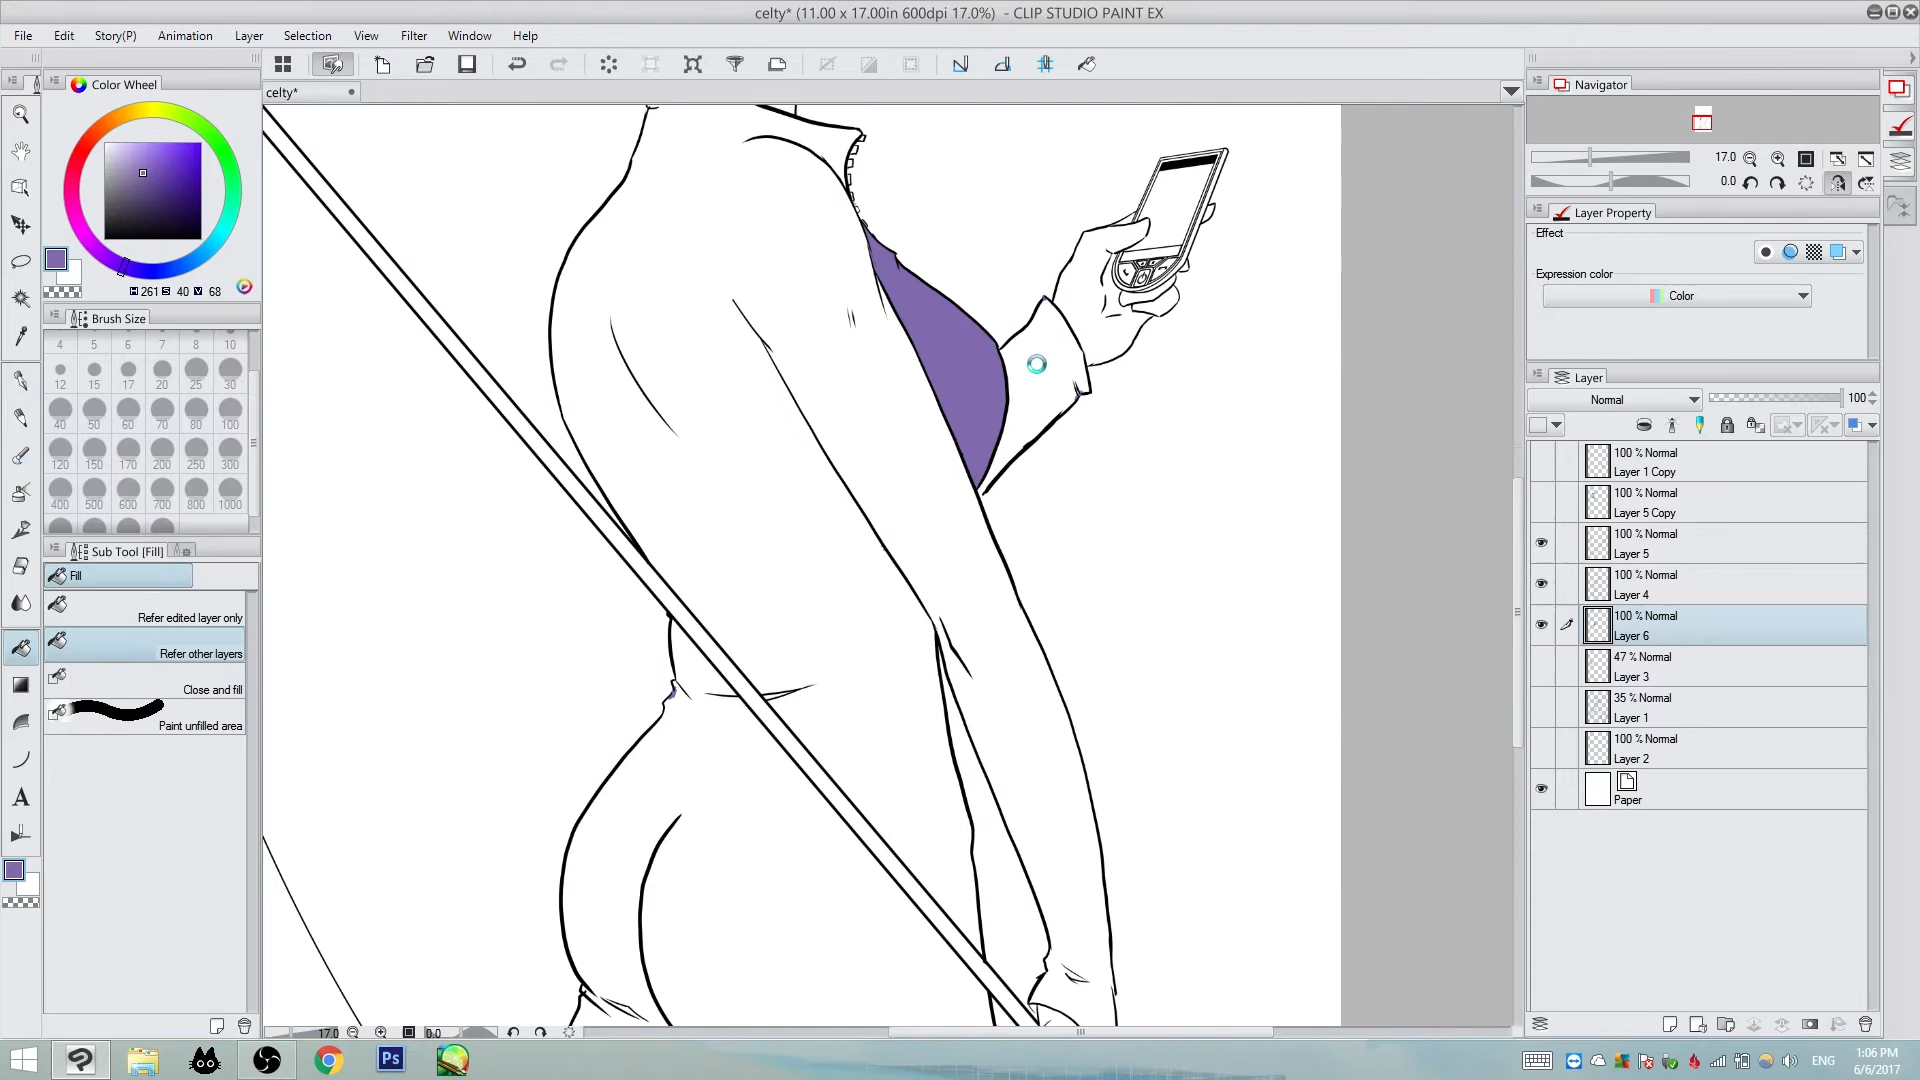 celty* (11.00 x 17.00in 600dpi 17.0%) - CLIP STUDIO PAINT EX
File Edit Story(P) Animation Layer Selection View Filter Window Help
Color Wheel
celty*
Navigator
17.0
0.0
H 261 S 40 V 68
Layer Property
Effect
Expression color
Color
Brush Size
4 5 6 7 8 10
12 15 17 20 25 30
40 50 60 70 80 100
120 150 170 200 250 300
400 500 600 700 800 1000
Layer
Normal 100
100 % Normal
Layer 1 Copy
100 % Normal
Layer 5 Copy
100 % Normal
Layer 5
100 % Normal
Layer 4
100 % Normal
Layer 6
47 % Normal
Layer 3
35 % Normal
Layer 1
100 % Normal
Layer 2
Paper
Sub Tool [Fill]
Fill
Refer edited layer only
Refer other layers
Close and fill
Paint unfilled area
A
17.0
0.0
Ps
ENG
1:06 PM
6/6/2017